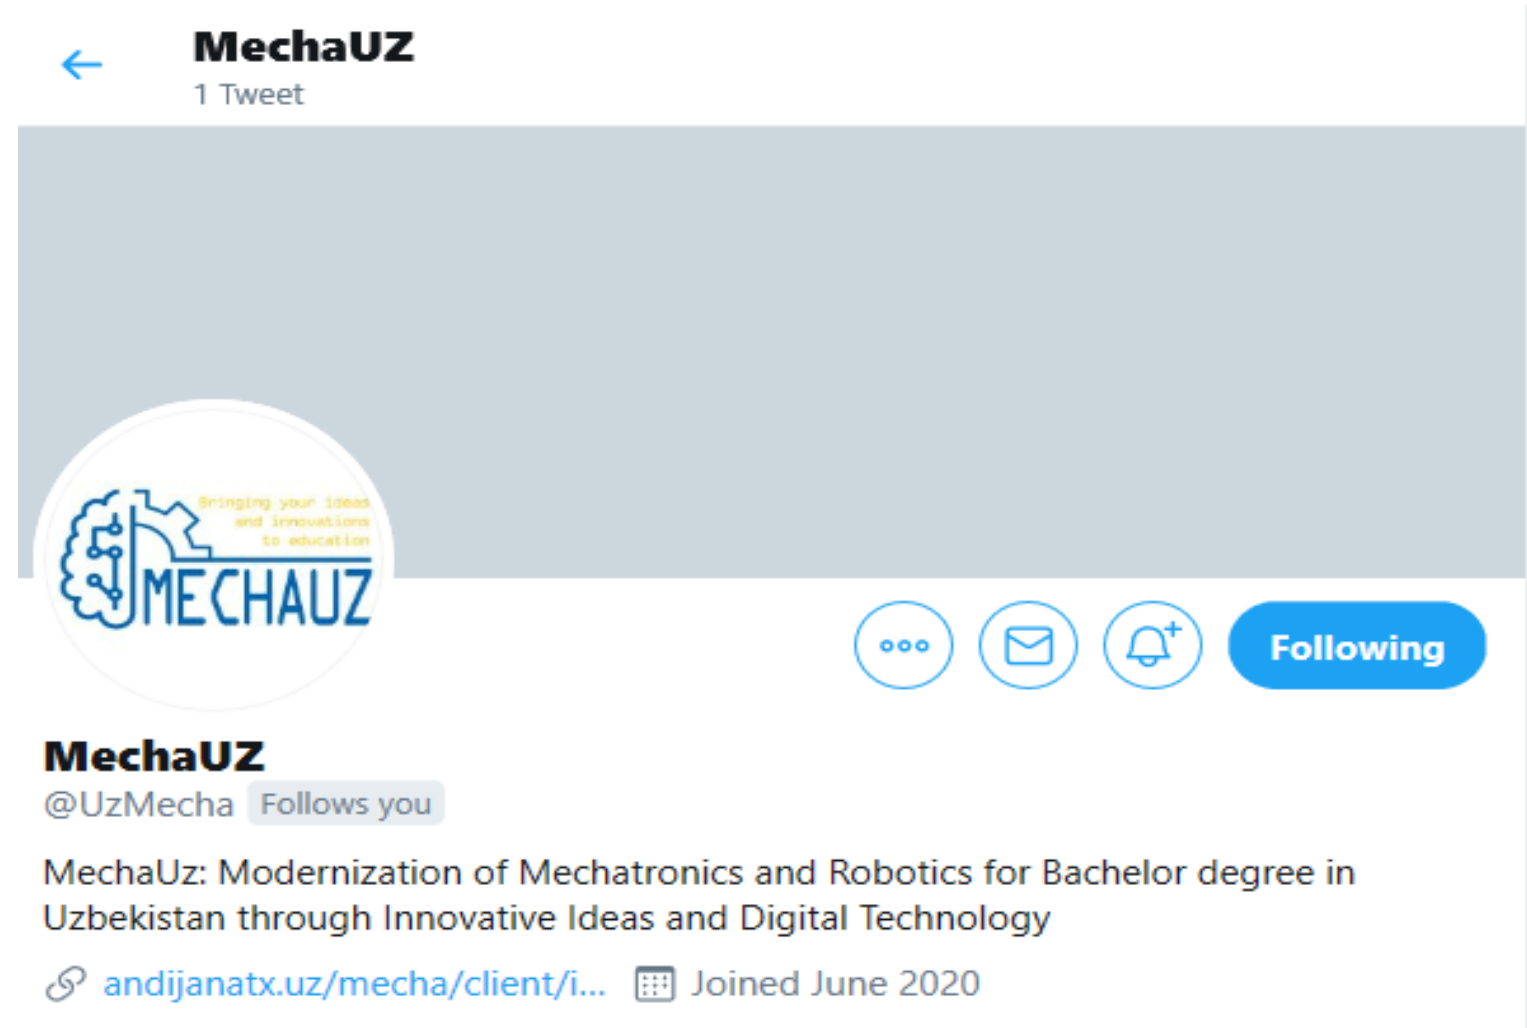 MechaUZ
1 Tweet
Bringing your ideas
and innovations
to education
MECHAUZ
Following
MechaUZ
@UzMecha Follows you
MechaUz: Modernization of Mechatronics and Robotics for Bachelor degree in
Uzbekistan through Innovative Ideas and Digital Technology
andijanatx.uz/mecha/client/i... Joined June 2020